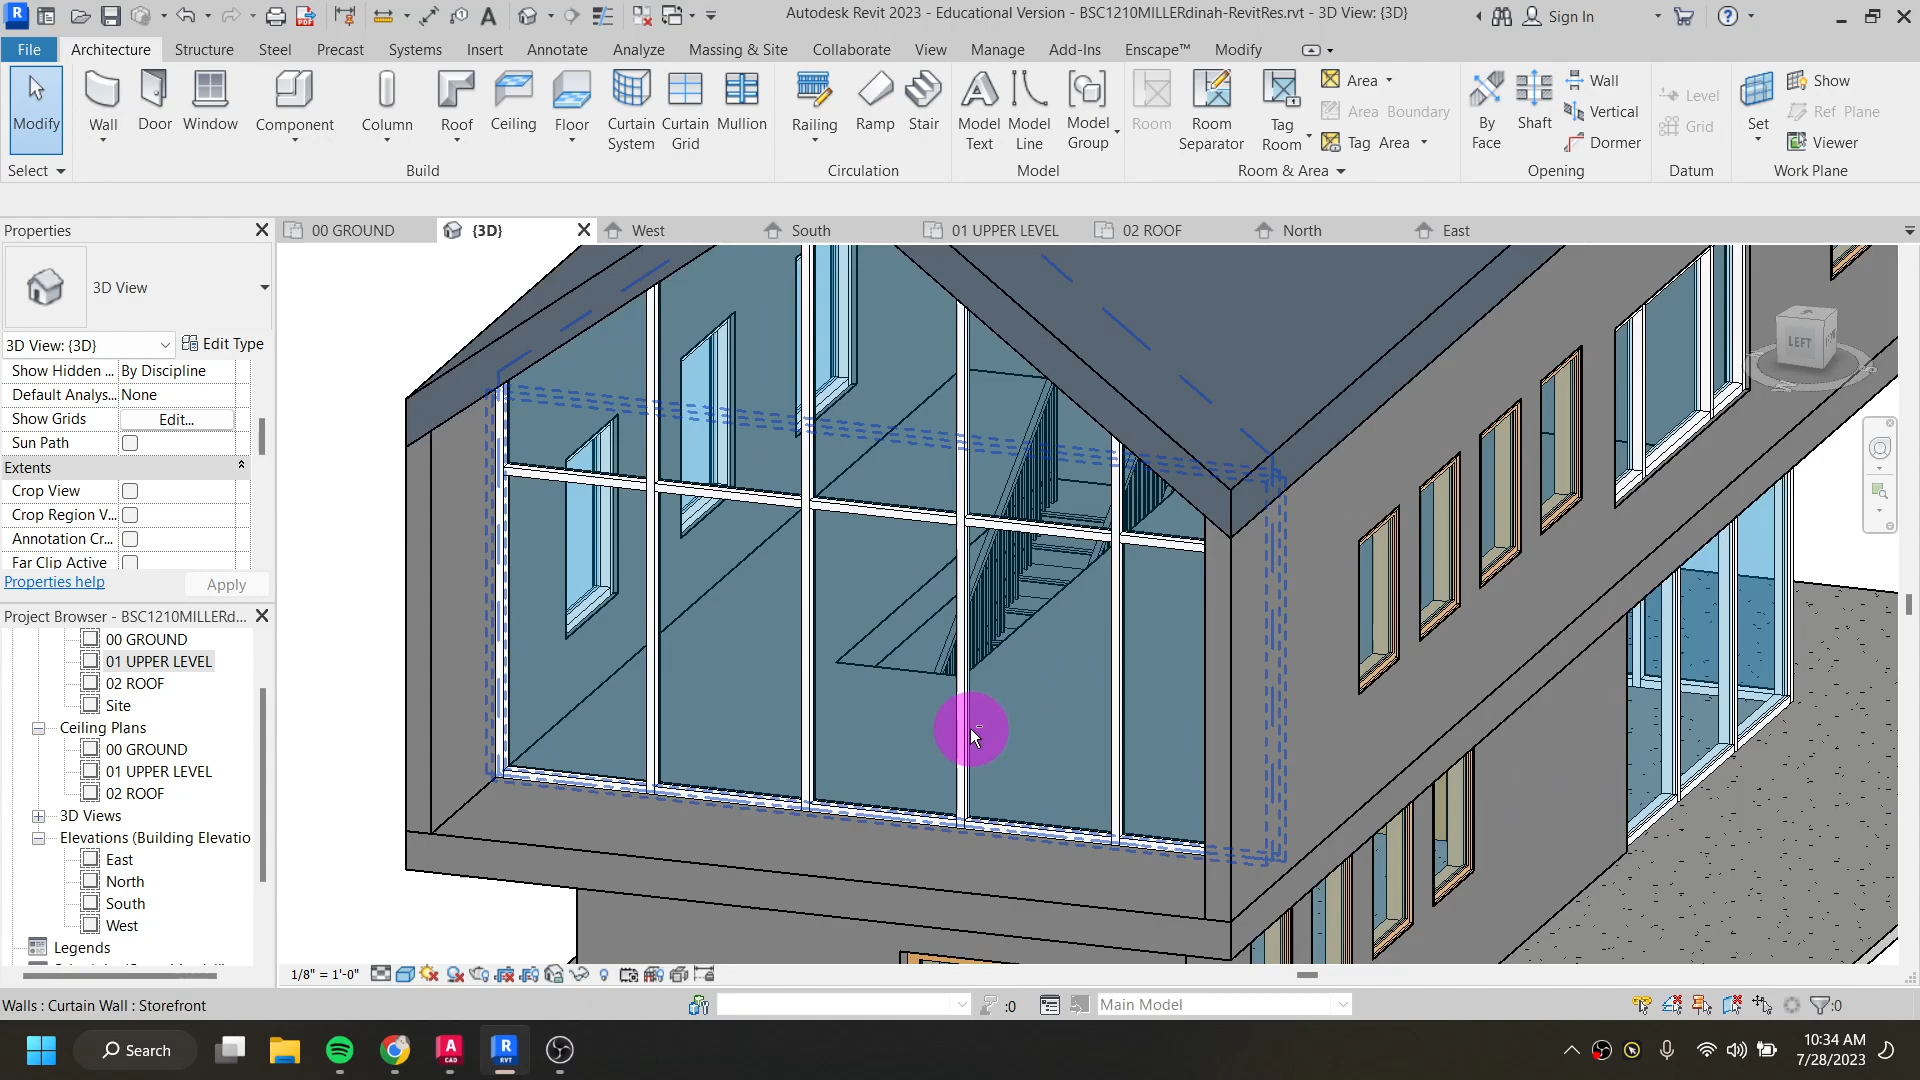 Autodesk Revit 2023 - Educational Version - BSC1210MILLERdinah-RevitRes.rvt - 3D View: {3D}
Sign In
File Architecture Structure Steel Precast Systems Insert Annotate Analyze Massing & Site Collaborate View Manage Add-Ins Enscape™ Modify
Modify
Wall Door Window Component Column Roof Ceiling Floor Curtain System Curtain Grid Mullion
Railing Ramp Stair
Model Text Model Line Model Group
Room Room Separator Tag Room Area Area Boundary Tag Area
By Face Shaft Wall Vertical Dormer
Level Grid
Set Show Ref Plane Viewer
Select Build Circulation Model Room & Area Opening Datum Work Plane
Properties
00 GROUND {3D} West South 01 UPPER LEVEL 02 ROOF North East
3D View
3D View: {3D} Edit Type
Show Hidden ... By Discipline
Default Analys... None
Show Grids Edit...
Sun Path
Extents
Crop View
Crop Region V...
Annotation Cr...
Far Clip Active
Properties help Apply
Project Browser - BSC1210MILLERd...
00 GROUND
01 UPPER LEVEL
02 ROOF
Site
Ceiling Plans
00 GROUND
01 UPPER LEVEL
02 ROOF
3D Views
Elevations (Building Elevatio
East
North
South
West
Legends
LEFT
1/8" = 1'-0"
Walls : Curtain Wall : Storefront
:0
Main Model
:0
Search
10:34 AM
7/28/2023